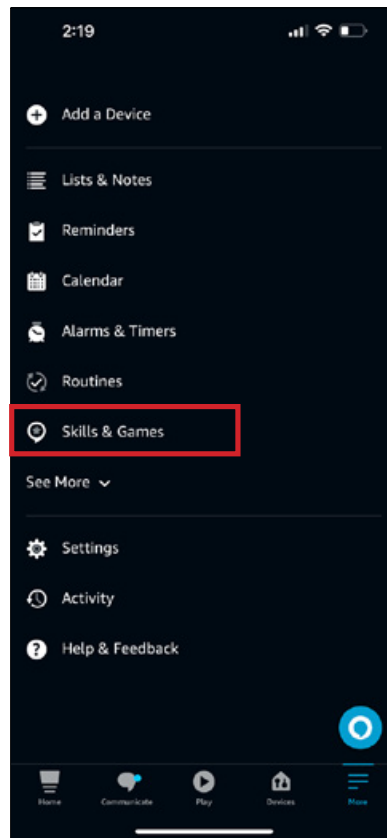 2:19
Add a Device
Lists & Notes
Reminders
Calendar
Alarms & Timers
Routines
Skills & Games
See More
Settings
Activity
Help & Feedback
Home Communicate Play Devices More